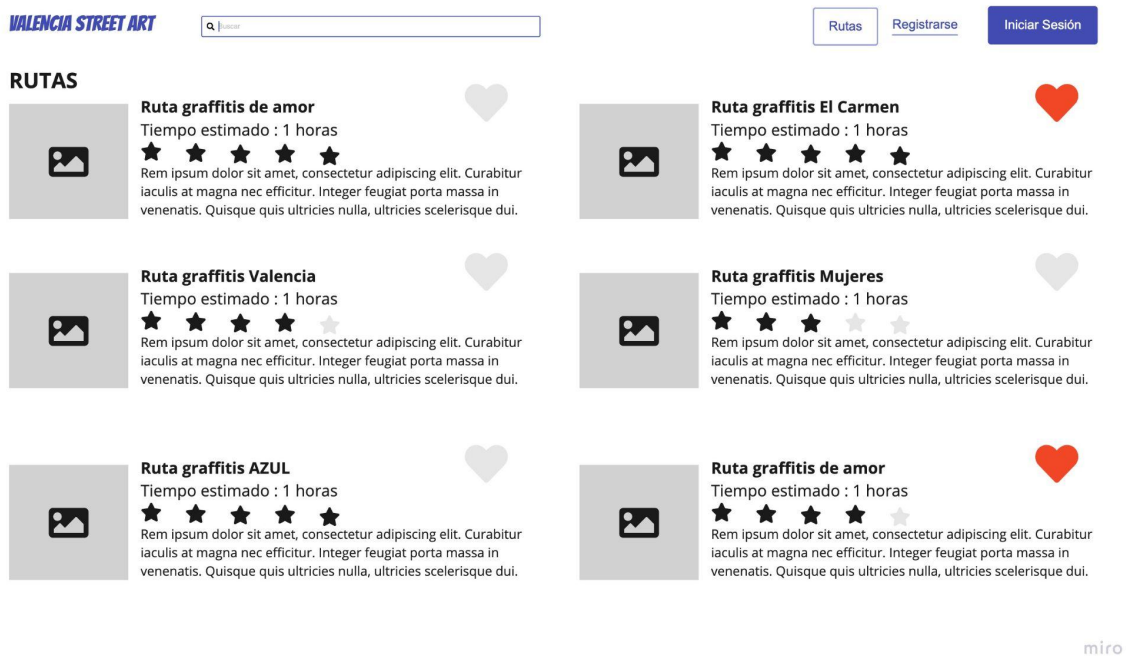 VALENCIA STREET ART
Buscar
Rutas
Registrarse
Iniciar Sesión
RUTAS
Ruta graffitis de amor
Tiempo estimado : 1 horas
Rem ipsum dolor sit amet, consectetur adipiscing elit. Curabitur
iaculis at magna nec efficitur. Integer feugiat porta massa in
venenatis. Quisque quis ultricies nulla, ultricies scelerisque dui.
Ruta graffitis El Carmen
Tiempo estimado : 1 horas
Rem ipsum dolor sit amet, consectetur adipiscing elit. Curabitur
iaculis at magna nec efficitur. Integer feugiat porta massa in
venenatis. Quisque quis ultricies nulla, ultricies scelerisque dui.
Ruta graffitis Valencia
Tiempo estimado : 1 horas
Rem ipsum dolor sit amet, consectetur adipiscing elit. Curabitur
iaculis at magna nec efficitur. Integer feugiat porta massa in
venenatis. Quisque quis ultricies nulla, ultricies scelerisque dui.
Ruta graffitis Mujeres
Tiempo estimado : 1 horas
Rem ipsum dolor sit amet, consectetur adipiscing elit. Curabitur
iaculis at magna nec efficitur. Integer feugiat porta massa in
venenatis. Quisque quis ultricies nulla, ultricies scelerisque dui.
Ruta graffitis AZUL
Tiempo estimado : 1 horas
Rem ipsum dolor sit amet, consectetur adipiscing elit. Curabitur
iaculis at magna nec efficitur. Integer feugiat porta massa in
venenatis. Quisque quis ultricies nulla, ultricies scelerisque dui.
Ruta graffitis de amor
Tiempo estimado : 1 horas
Rem ipsum dolor sit amet, consectetur adipiscing elit. Curabitur
iaculis at magna nec efficitur. Integer feugiat porta massa in
venenatis. Quisque quis ultricies nulla, ultricies scelerisque dui.
miro